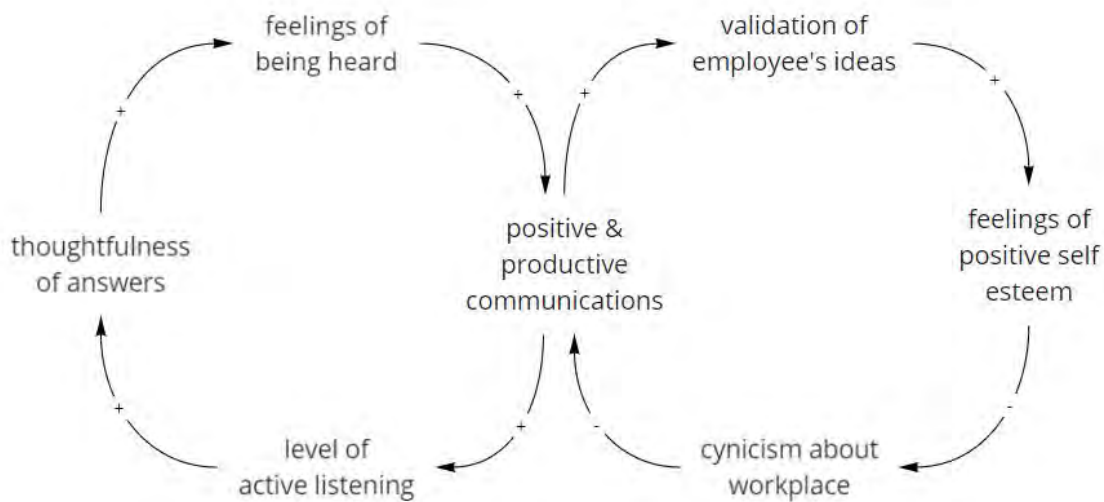 feelings of
being heard
+
+
validation of
employee's ideas
+
+
thoughtfulness
of answers
positive &
productive
communications
feelings of
positive self
esteem
+
level of
active listening
+
-
cynicism about
workplace
-